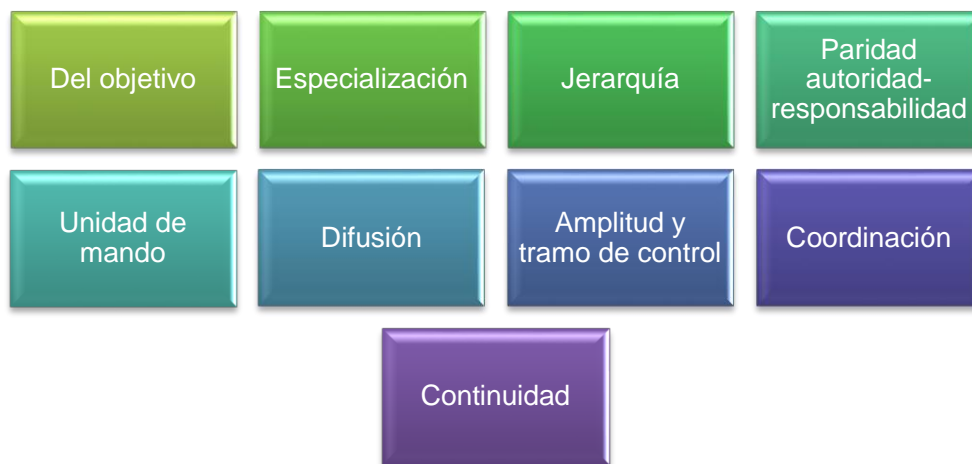 Del objetivo
Especialización
Jerarquía
Paridad
autoridad-
responsabilidad
Unidad de
mando
Difusión
Amplitud y
tramo de control
Coordinación
Continuidad